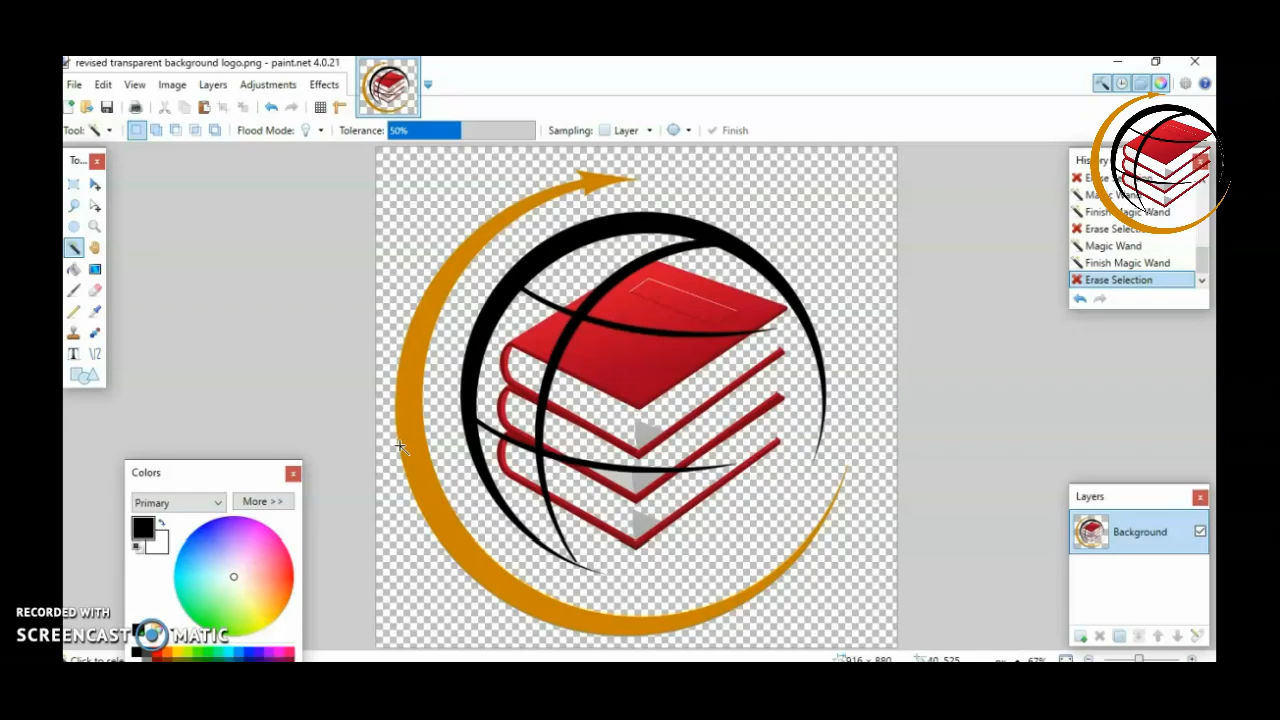 revised transparent background logo.png - paint.net 4.0.21
File Edit View Image Layers Adjustments Effects
Tool: Flood Mode: Tolerance: 50% Sampling: Layer Finish
To...
Erase
Magic
Finish Magic Wand
Erase Selection
Magic Wand
Finish Magic Wand
Erase Selection
Colors
Primary More >>
Layers
Background
RECORDED WITH
SCREENCAST MATIC